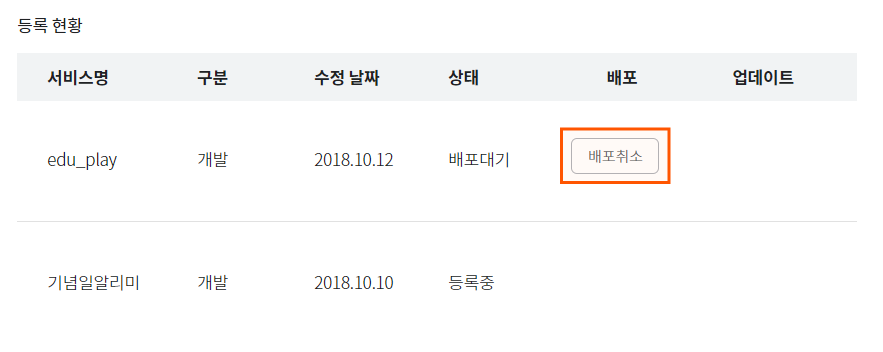 등록 현황
서비스명 구분 수정 날짜 상태 배포 업데이트
edu_play 개발 2018.10.12 배포대기 배포취소
기념일알리미 개발 2018.10.10 등록중